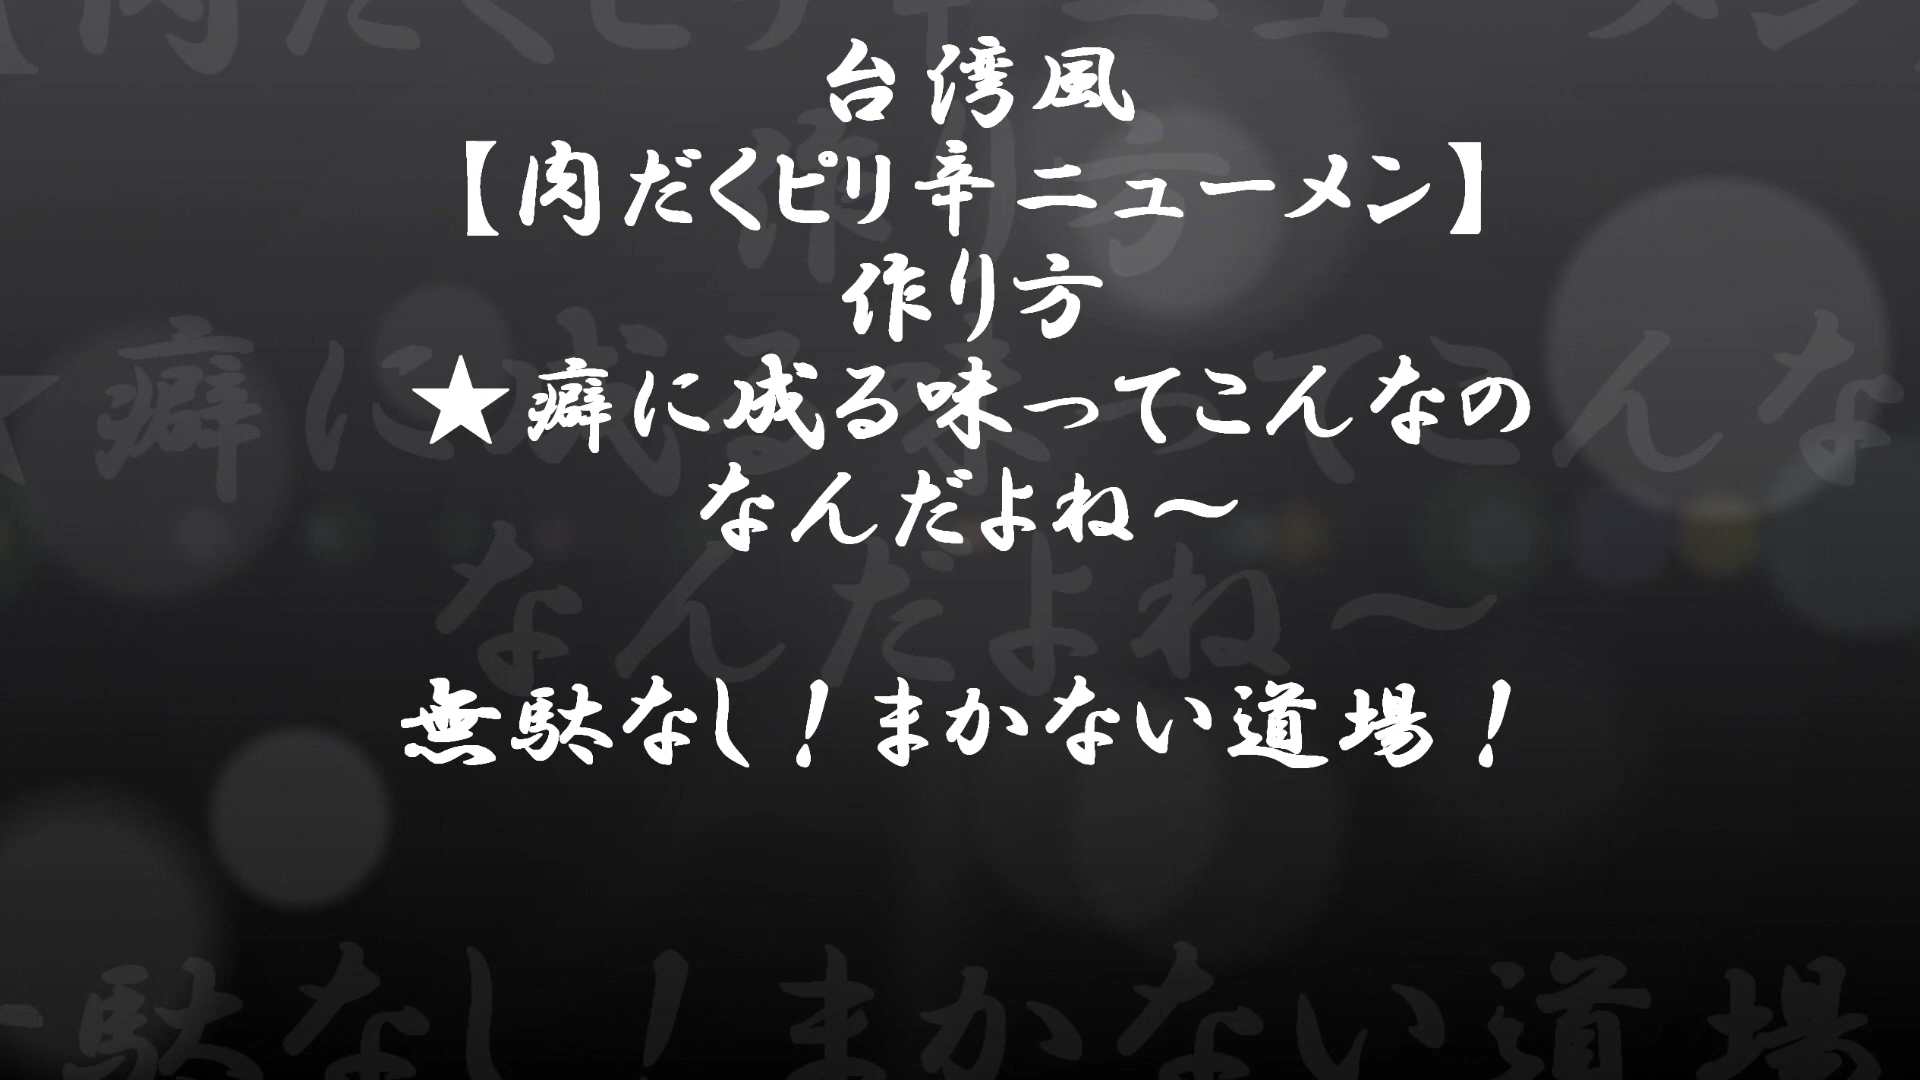 台湾風
【肉だくピリ辛ニューメン】
作り方
★癖に成る味ってこんなの
なんだよね～
無駄なし！まかない道場！